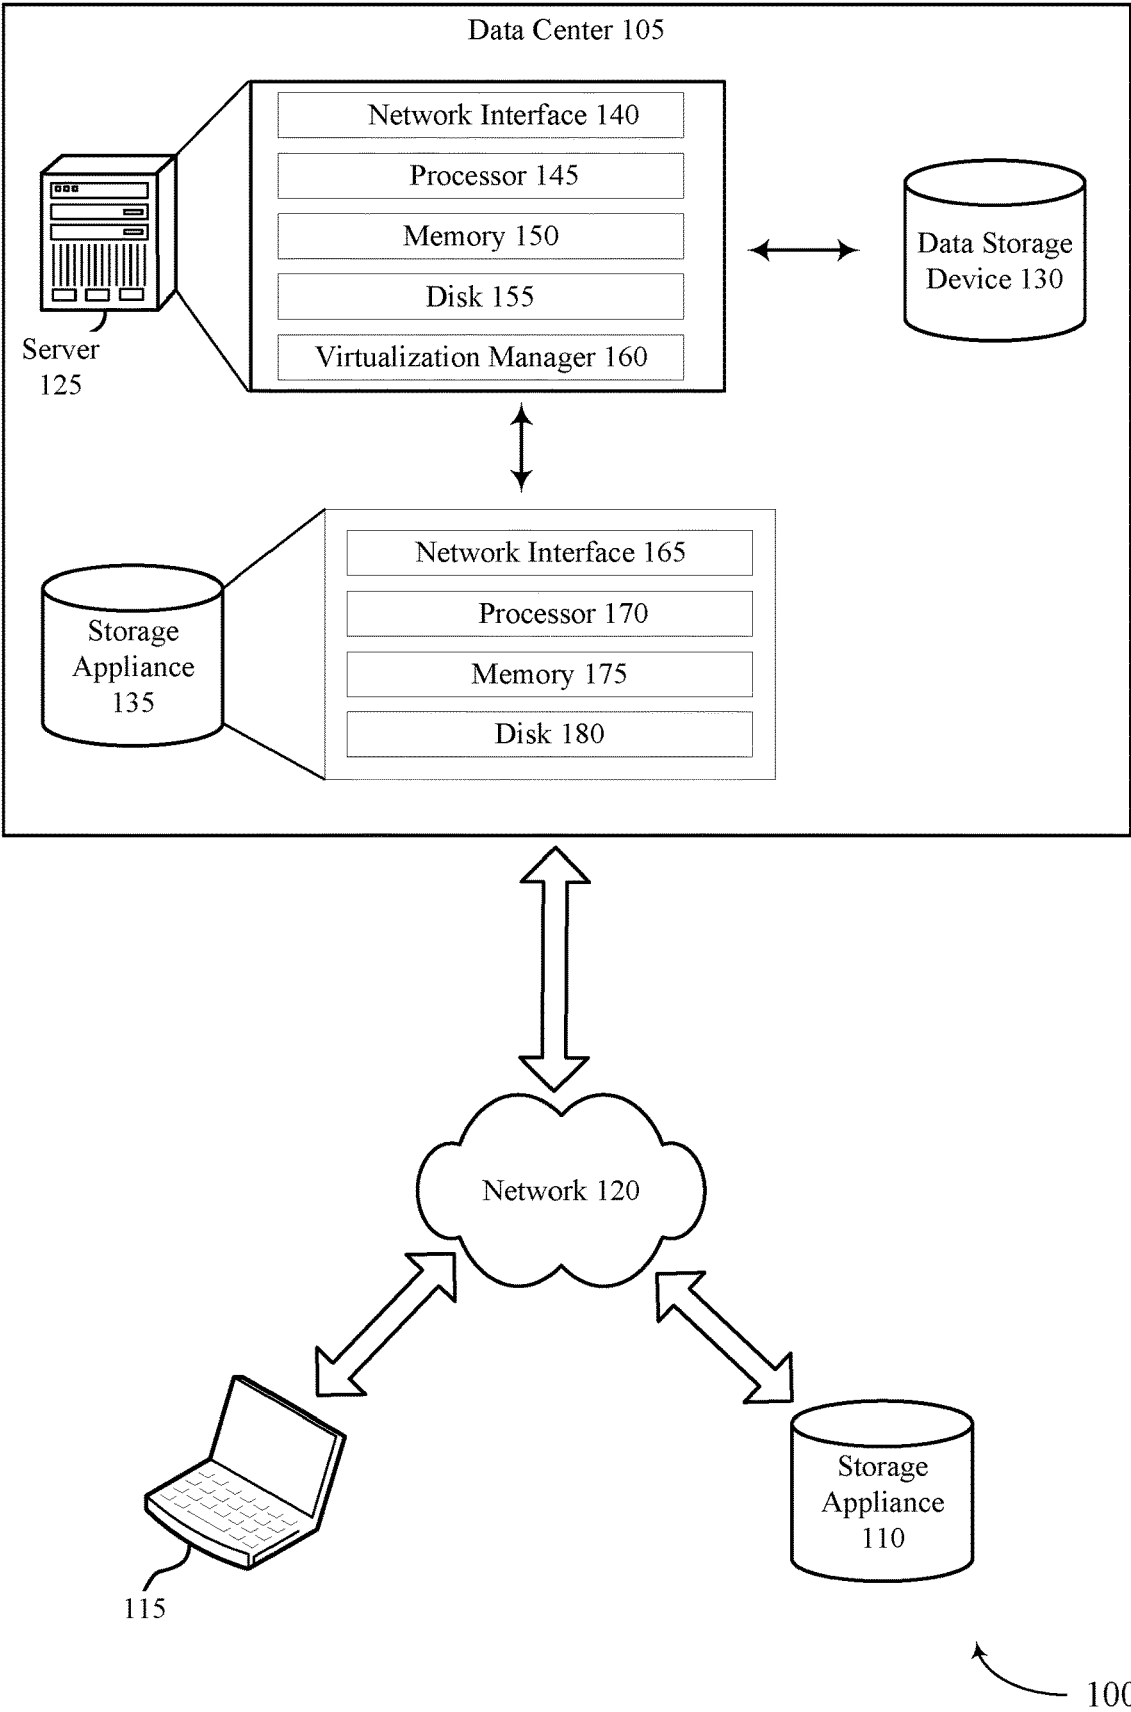 Data Center 105
Network Interface 140
Processor 145
Memory 150
Disk 155
Virtualization Manager 160
Server
125
Data Storage
Device 130
Network Interface 165
Processor 170
Memory 175
Disk 180
Storage
Appliance
135
Network 120
115
Storage
Appliance
110
100